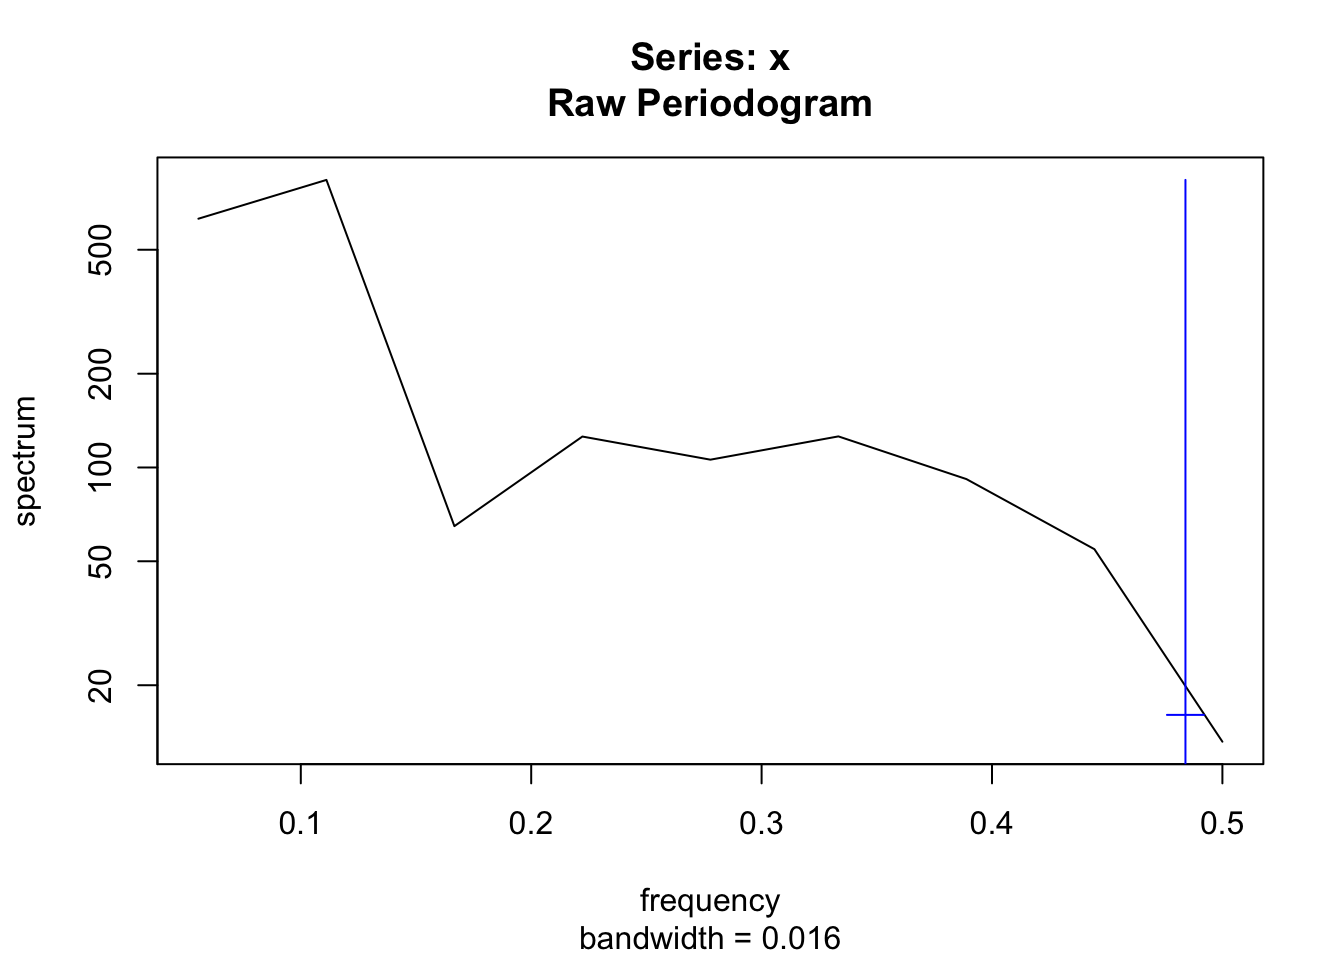 Series: x
Raw Periodogram
spectrum
500
200
100
50
20
0.1 0.2 0.3 0.4 0.5
frequency
bandwidth = 0.016